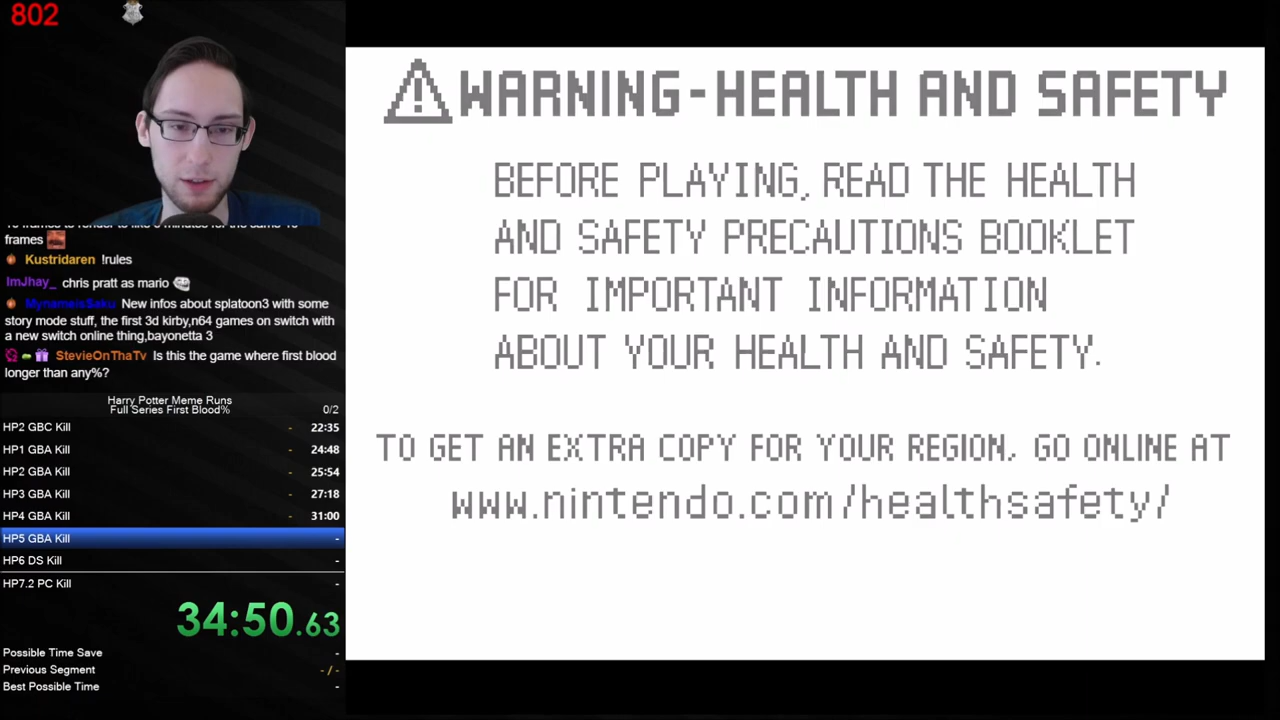 802
WARNING-HEALTH AND SAFETY
BEFORE PLAYING, READ THE HEALTH
AND SAFETY PRECAUTIONS BOOKLET
FOR IMPORTANT INFORMATION
ABOUT YOUR HEALTH AND SAFETY.
TO GET AN EXTRA COPY FOR YOUR REGION, GO ONLINE AT
www.nintendo.com/healthsafety/
frames
Kustridaren !rules
ImJhay_ chris pratt as mario
MynameisSaku New infos about splatoon3 with some
story mode stuff, the first 3d kirby,n64 games on switch with
a new switch online thing,bayonetta 3
StevieOnThaTv Is this the game where first blood
longer than any%?
Harry Potter Meme Runs
Full Series First Blood% 0/2
HP2 GBC Kill - 22:35
HP1 GBA Kill - 24:48
HP2 GBA Kill - 25:54
HP3 GBA Kill - 27:18
HP4 GBA Kill - 31:00
HP5 GBA Kill -
HP6 DS Kill -
HP7.2 PC Kill -
34:50.63
Possible Time Save -
Previous Segment - / -
Best Possible Time -